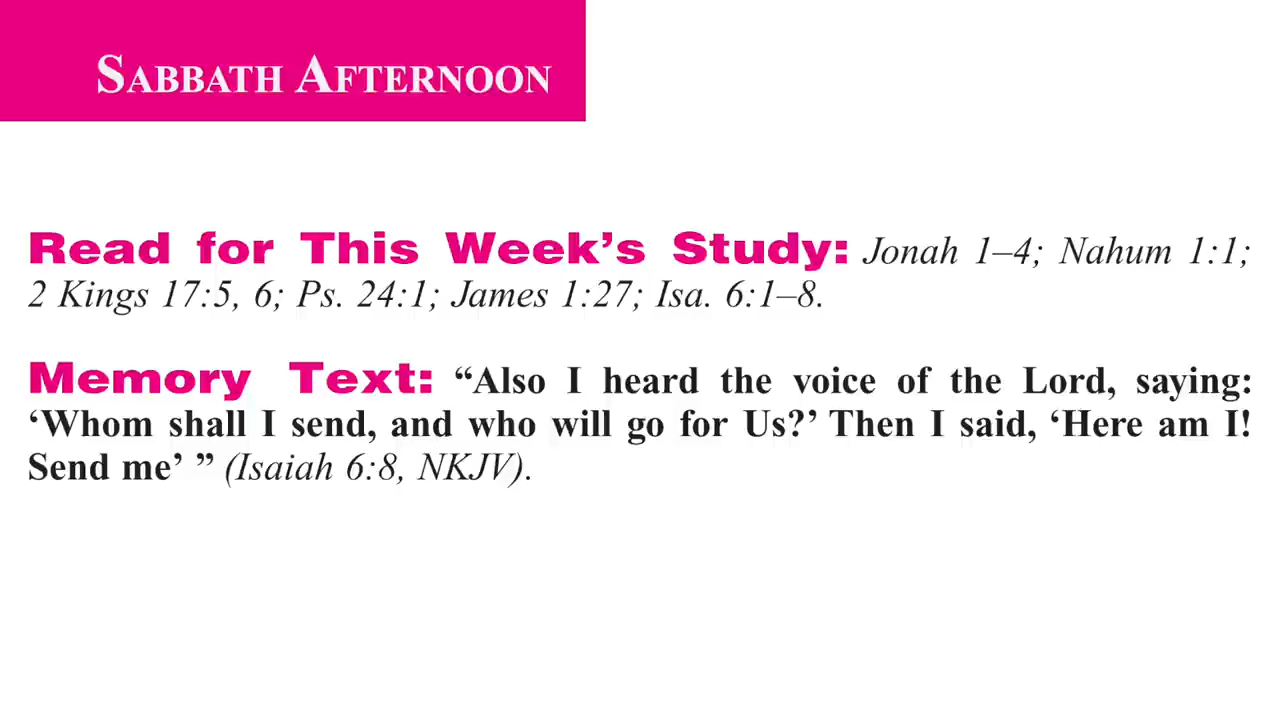 SABBATH AFTERNOON
Read for This Week’s Study: Jonah 1–4; Nahum 1:1;
2 Kings 17:5, 6; Ps. 24:1; James 1:27; Isa. 6:1–8.
Memory Text: “Also I heard the voice of the Lord, saying:
‘Whom shall I send, and who will go for Us?’ Then I said, ‘Here am I!
Send me’ ” (Isaiah 6:8, NKJV).